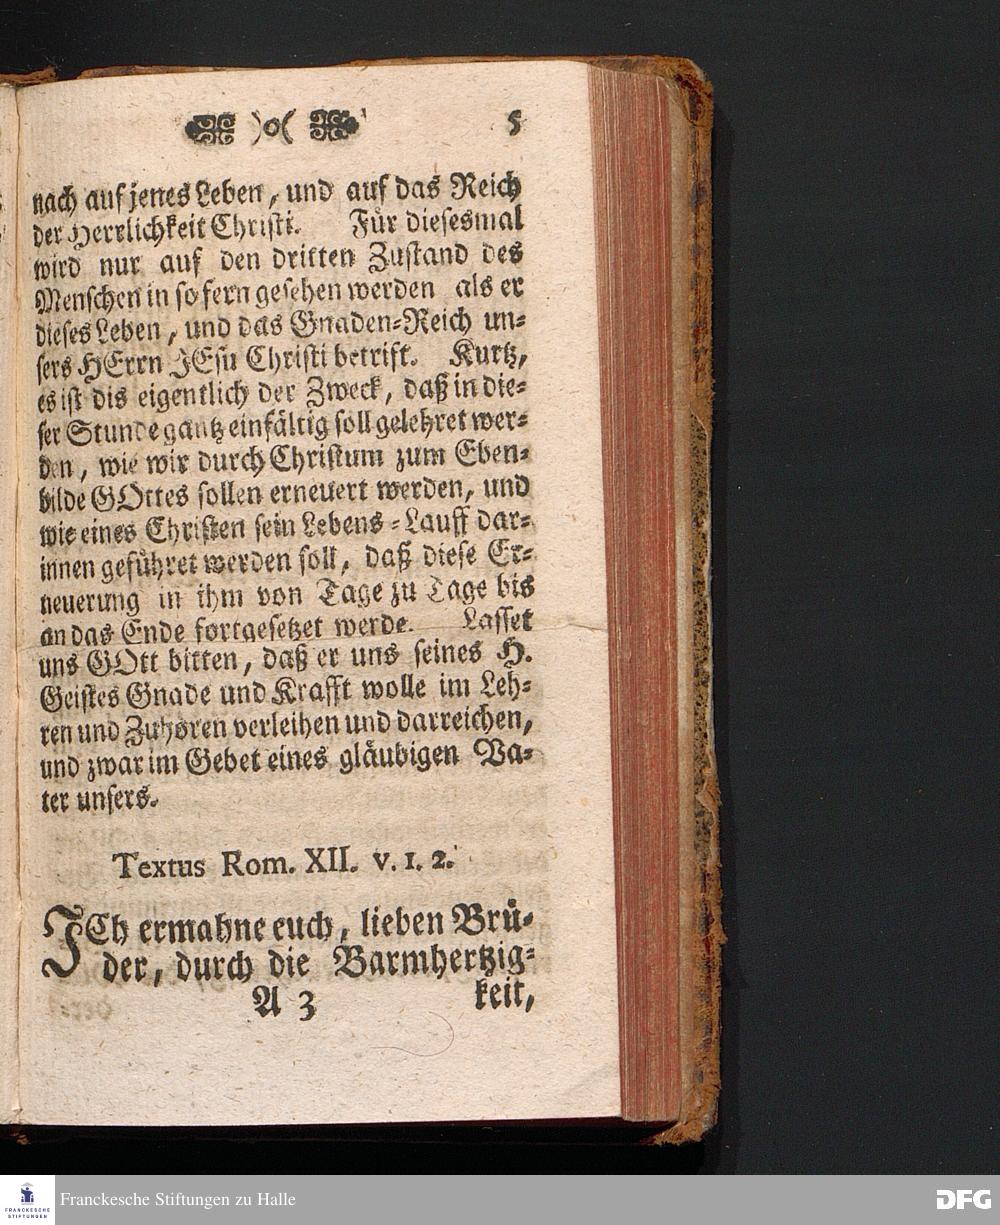 )o( 5
nach auf jenes Leben, und auf das Reich
der Herrlichkeit Christi. Für diesesmal
wird nur auf den dritten Zustand des
Menschen in so fern gesehen werden als er
dieses Leben, und das Gnaden-Reich un-
sers HErrn JEsu Christi betrift. Kurtz,
es ist dis eigentlich der Zweck, daß in die-
ser Stunde gantz einfältig soll gelehret wer-
den, wie wir durch Christum zum Eben-
bilde GOttes sollen erneuert werden, und
wie eines Christen sein Lebens-Lauff dar-
innen geführet werden soll, daß diese Er-
neuerung in ihm von Tage zu Tage bis
an das Ende fortgesetzet werde. Lasset
uns GOtt bitten, daß er uns seines H.
Geistes Gnade und Krafft wolle im Leh-
ren und Zuhören verleihen und darreichen,
und zwar im Gebet eines gläubigen Va-
ter unsers.
Textus Rom. XII. v. 1. 2.
JCh ermahne euch, lieben Brü-
der, durch die Barmhertzig-
A 3 keit,
FRANCKESCHE
STIFTUNGEN
Franckesche Stiftungen zu Halle
DFG